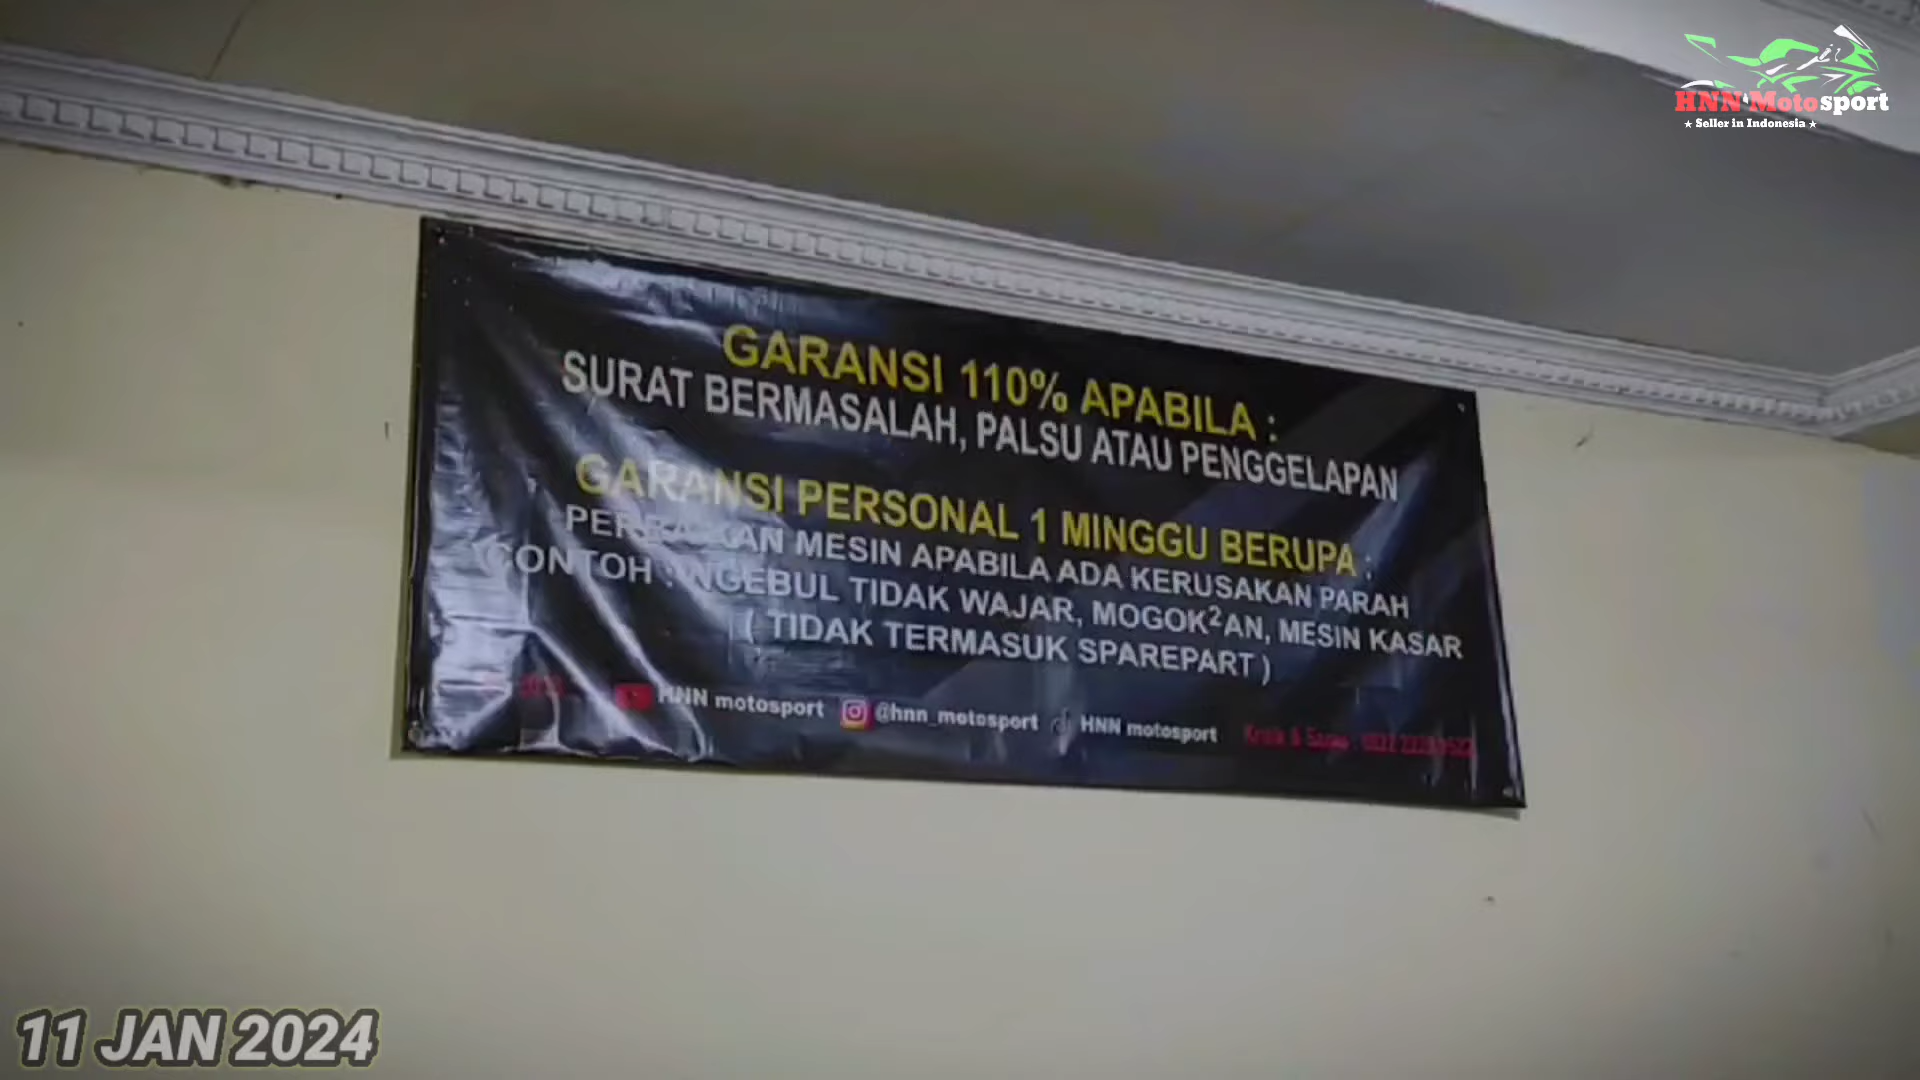 HNN Motosport
★ Seller in Indonesia ★
GARANSI 110% APABILA :
SURAT BERMASALAH, PALSU ATAU PENGGELAPAN
GARANSI PERSONAL 1 MINGGU BERUPA :
PERBAIKAN MESIN APABILA ADA KERUSAKAN PARAH
CONTOH : NGEBUL TIDAK WAJAR, MOGOK²AN, MESIN KASAR
( TIDAK TERMASUK SPAREPART )
HNN motosport @hnn_motosport HNN motosport
11 JAN 2024